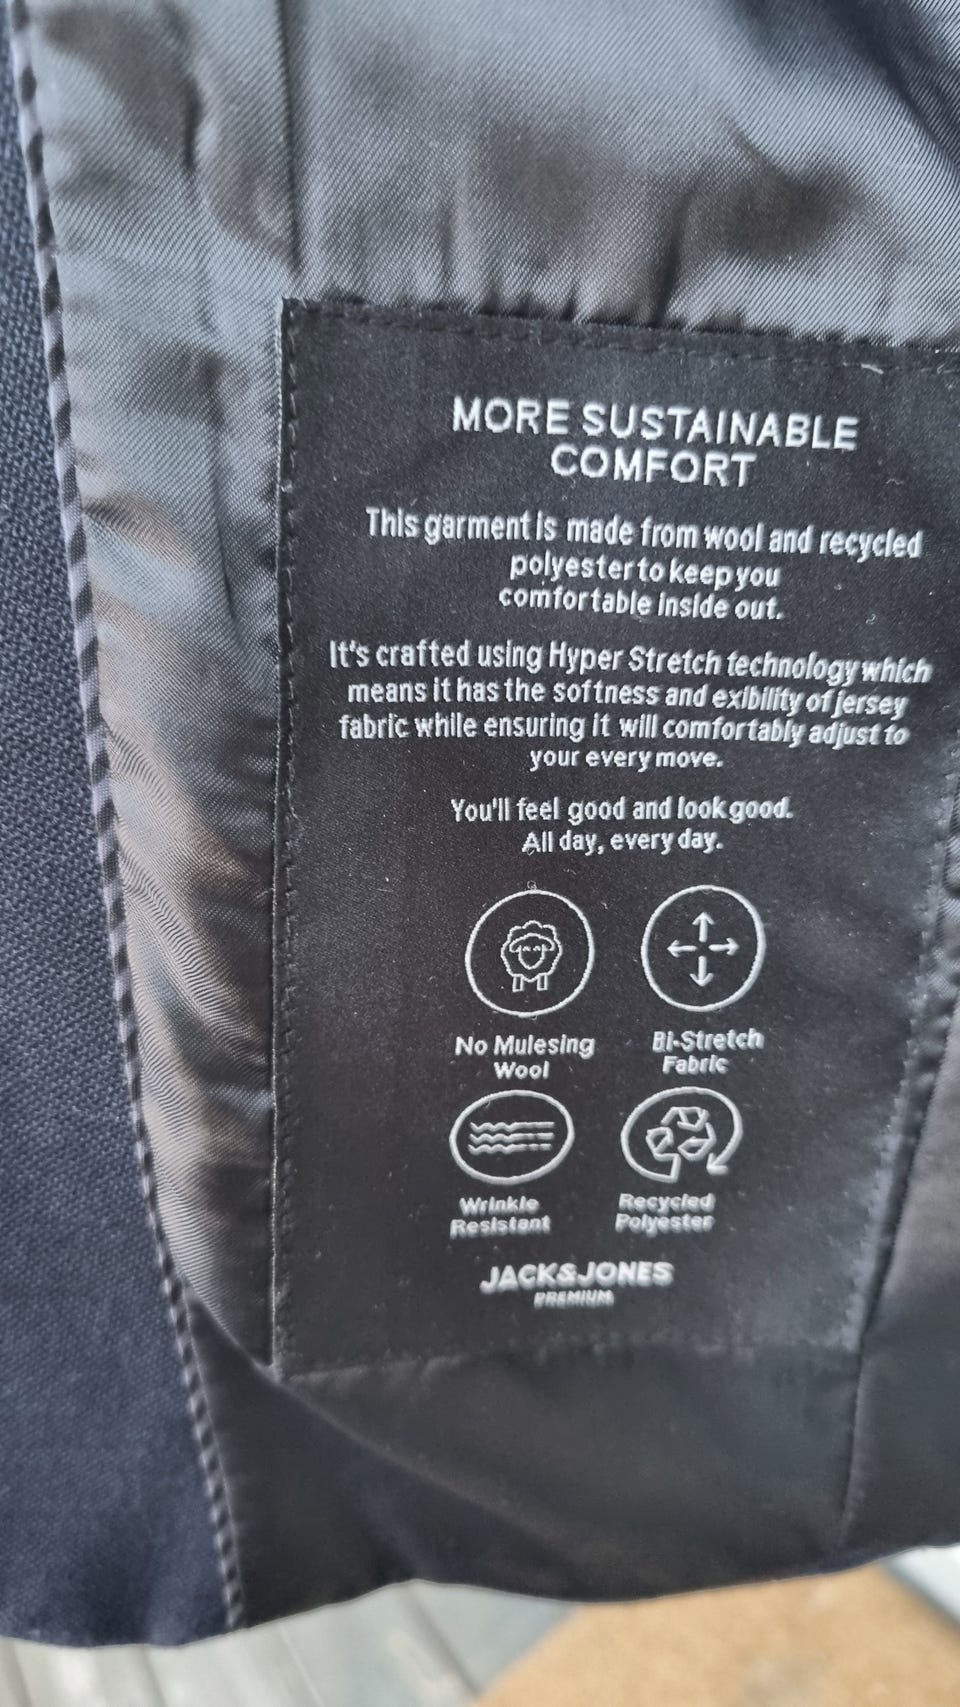 MORE SUSTAINABLE
COMFORT
This garment is made from wool and recycled
polyester to keep you
comfortable inside out.
It's crafted using Hyper Stretch technology which
means it has the softness and exibility of jersey
fabric while ensuring it will comfortably adjust to
your every move.
You'll feel good and look good.
All day, every day.
No Mulesing
Wool
Bi-Stretch
Fabric
Wrinkle
Resistant
Recycled
Polyester
JACK&JONES
PREMIUM